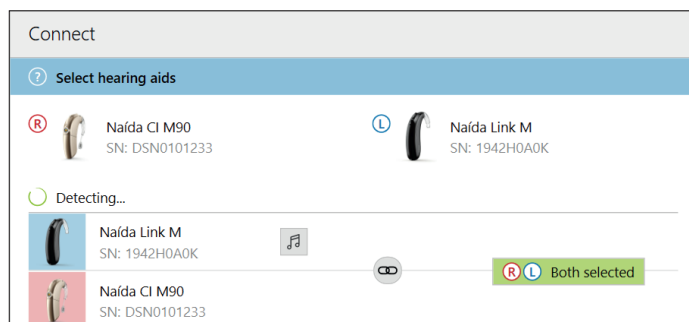 Connect
? Select hearing aids
R Naída CI M90 L Naída Link M
SN: DSN0101233 SN: 1942H0A0K
Detecting...
Naída Link M
SN: 1942H0A0K
R L Both selected
Naída CI M90
SN: DSN0101233